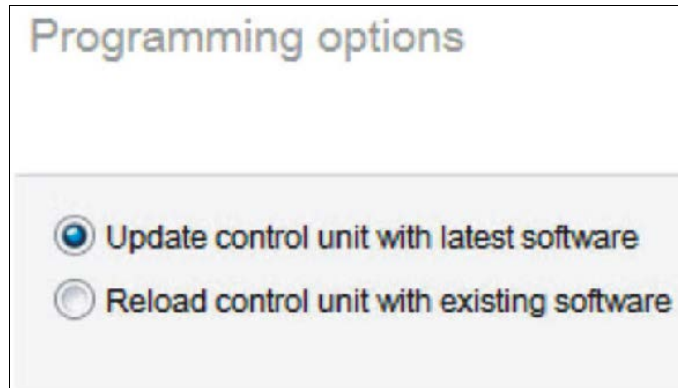 Programming options
Update control unit with latest software
Reload control unit with existing software